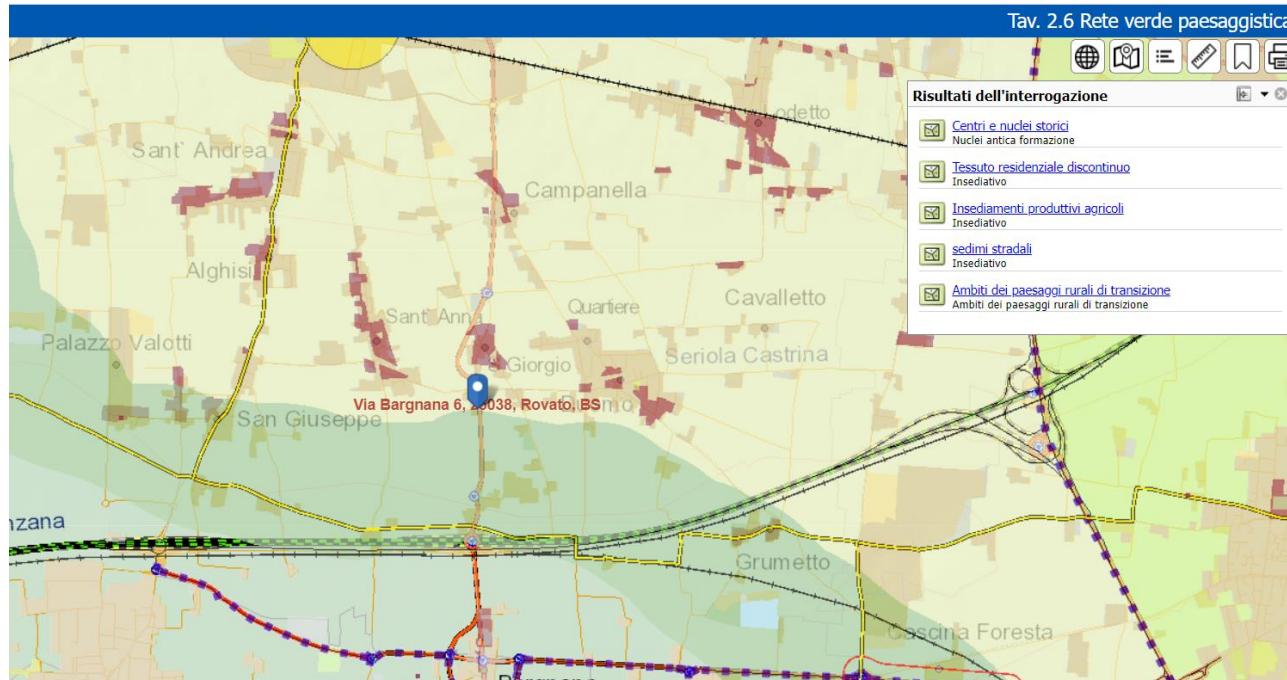 Tav. 2.6 Rete verde paesaggistica
Risultati dell'interrogazione
Centri e nuclei storici
Nuclei antica formazione
Tessuto residenziale discontinuo
Insediativo
Insediamenti produttivi agricoli
Insediativo
sedimi stradali
Insediativo
Ambiti dei paesaggi rurali di transizione
Ambiti dei paesaggi rurali di transizione
Lodetto
Sant` Andrea
Campanella
Alghisi
Cavalletto
Quartiere
Sant` Anna
Palazzo Valotti
Seriola Castrina
Giorgio
Via Bargnana 6, 25038, Rovato, BS
San Giuseppe
nzana
Grumetto
Cascina Foresta